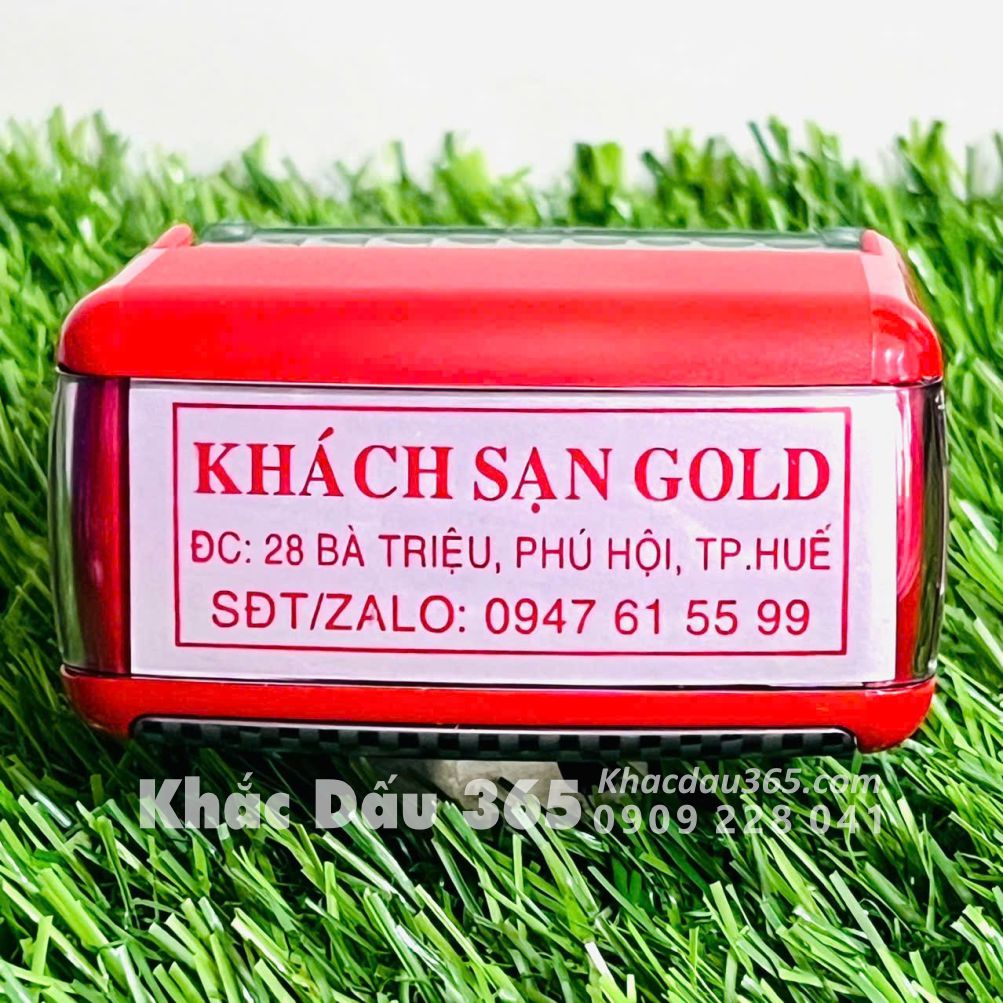 KHÁCH SẠN GOLD
ĐC: 28 BÀ TRIỆU, PHÚ HỘI, TP.HUẾ
SĐT/ZALO: 0947 61 55 99
Khắc Dấu 365
Khacdau365.com
0909 228 041